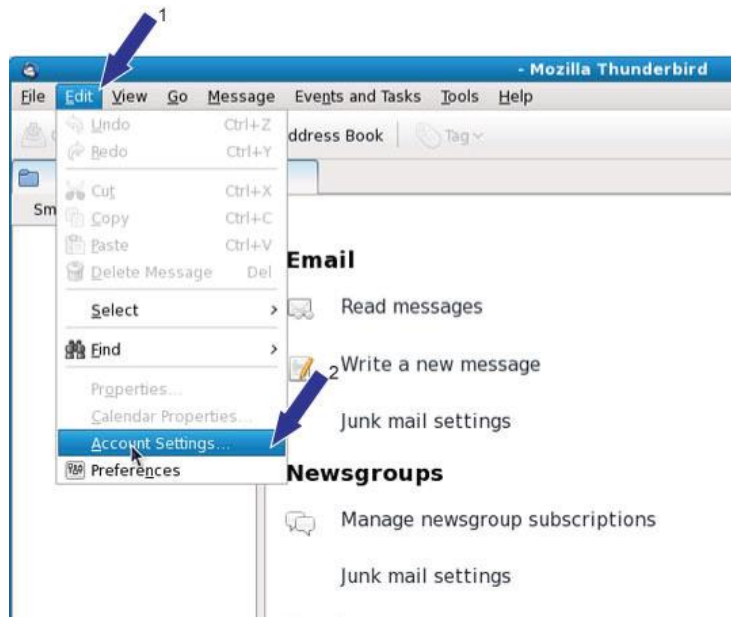 1
- Mozilla Thunderbird
File Edit View Go Message Events and Tasks Tools Help
Undo Ctrl+Z
ddress Book Tag
Redo Ctrl+Y
Cut Ctrl+X
Sm
Copy Ctrl+C
Paste Ctrl+V
Delete Message Del
Email
Select
Read messages
Find
2
Write a new message
Properties...
Calendar Properties...
Junk mail settings
Account Settings...
Preferences
Newsgroups
Manage newsgroup subscriptions
Junk mail settings